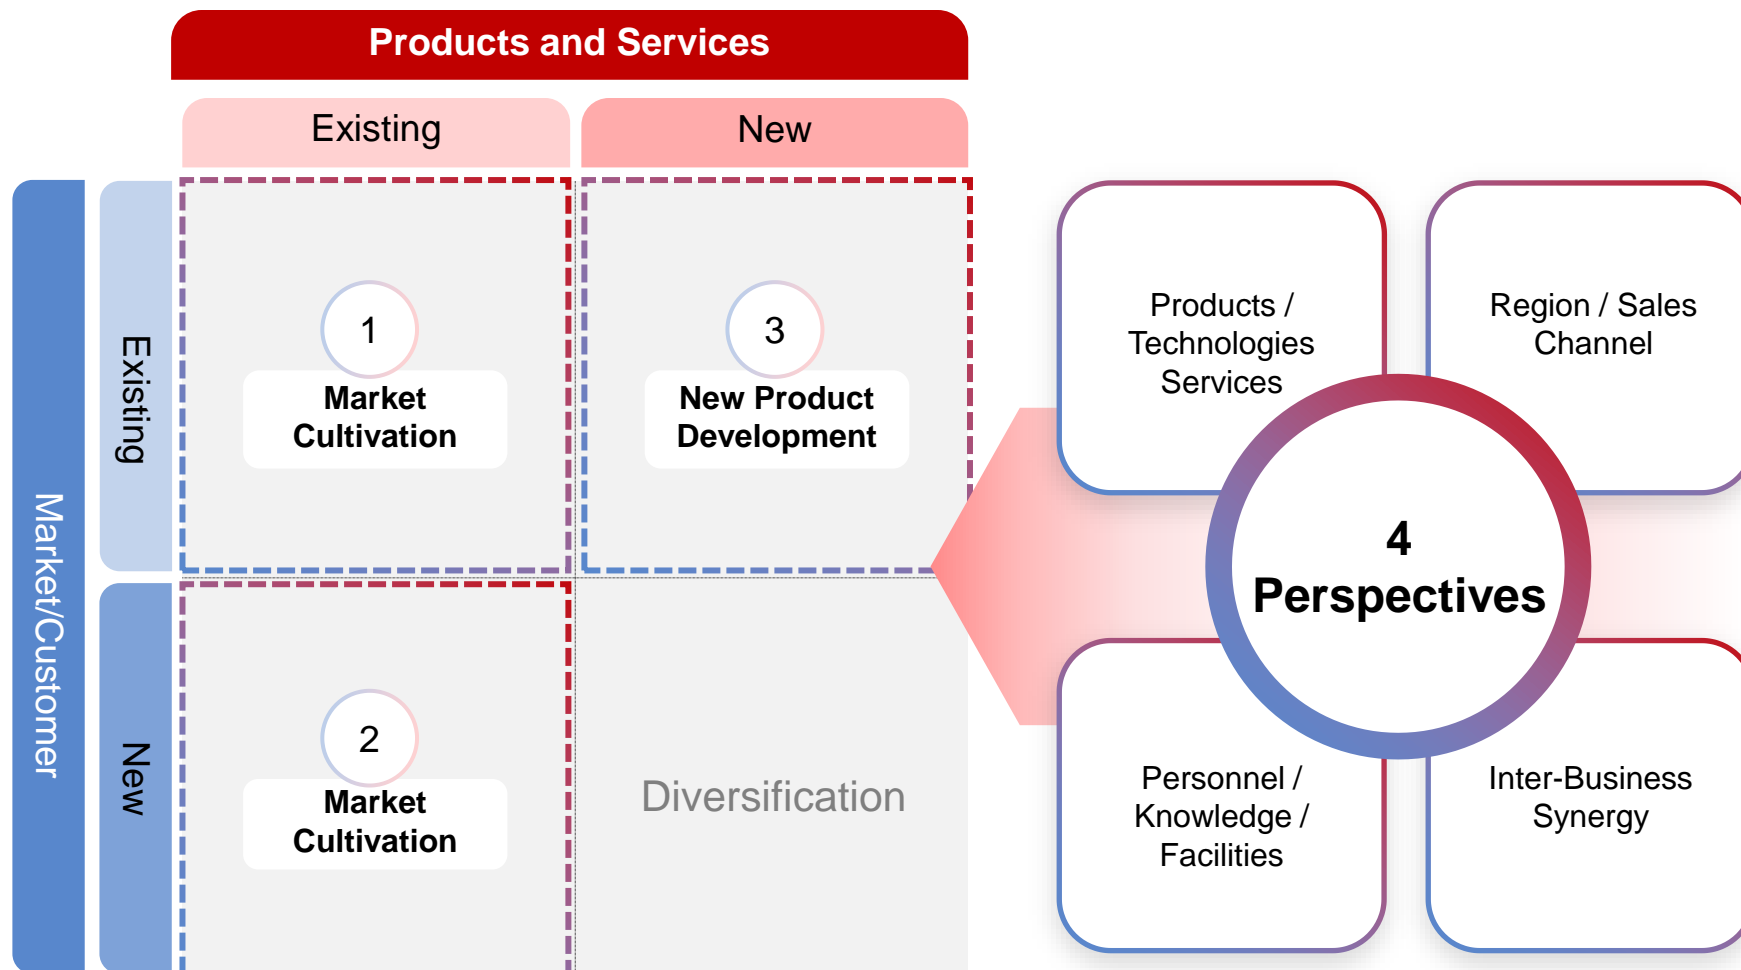 Products and Services
Existing
New
Market/Customer
Existing
New
1
Market
Cultivation
3
New Product
Development
2
Market
Cultivation
Diversification
Products /
Technologies
Services
Region / Sales
Channel
4
Perspectives
Personnel /
Knowledge /
Facilities
Inter-Business
Synergy